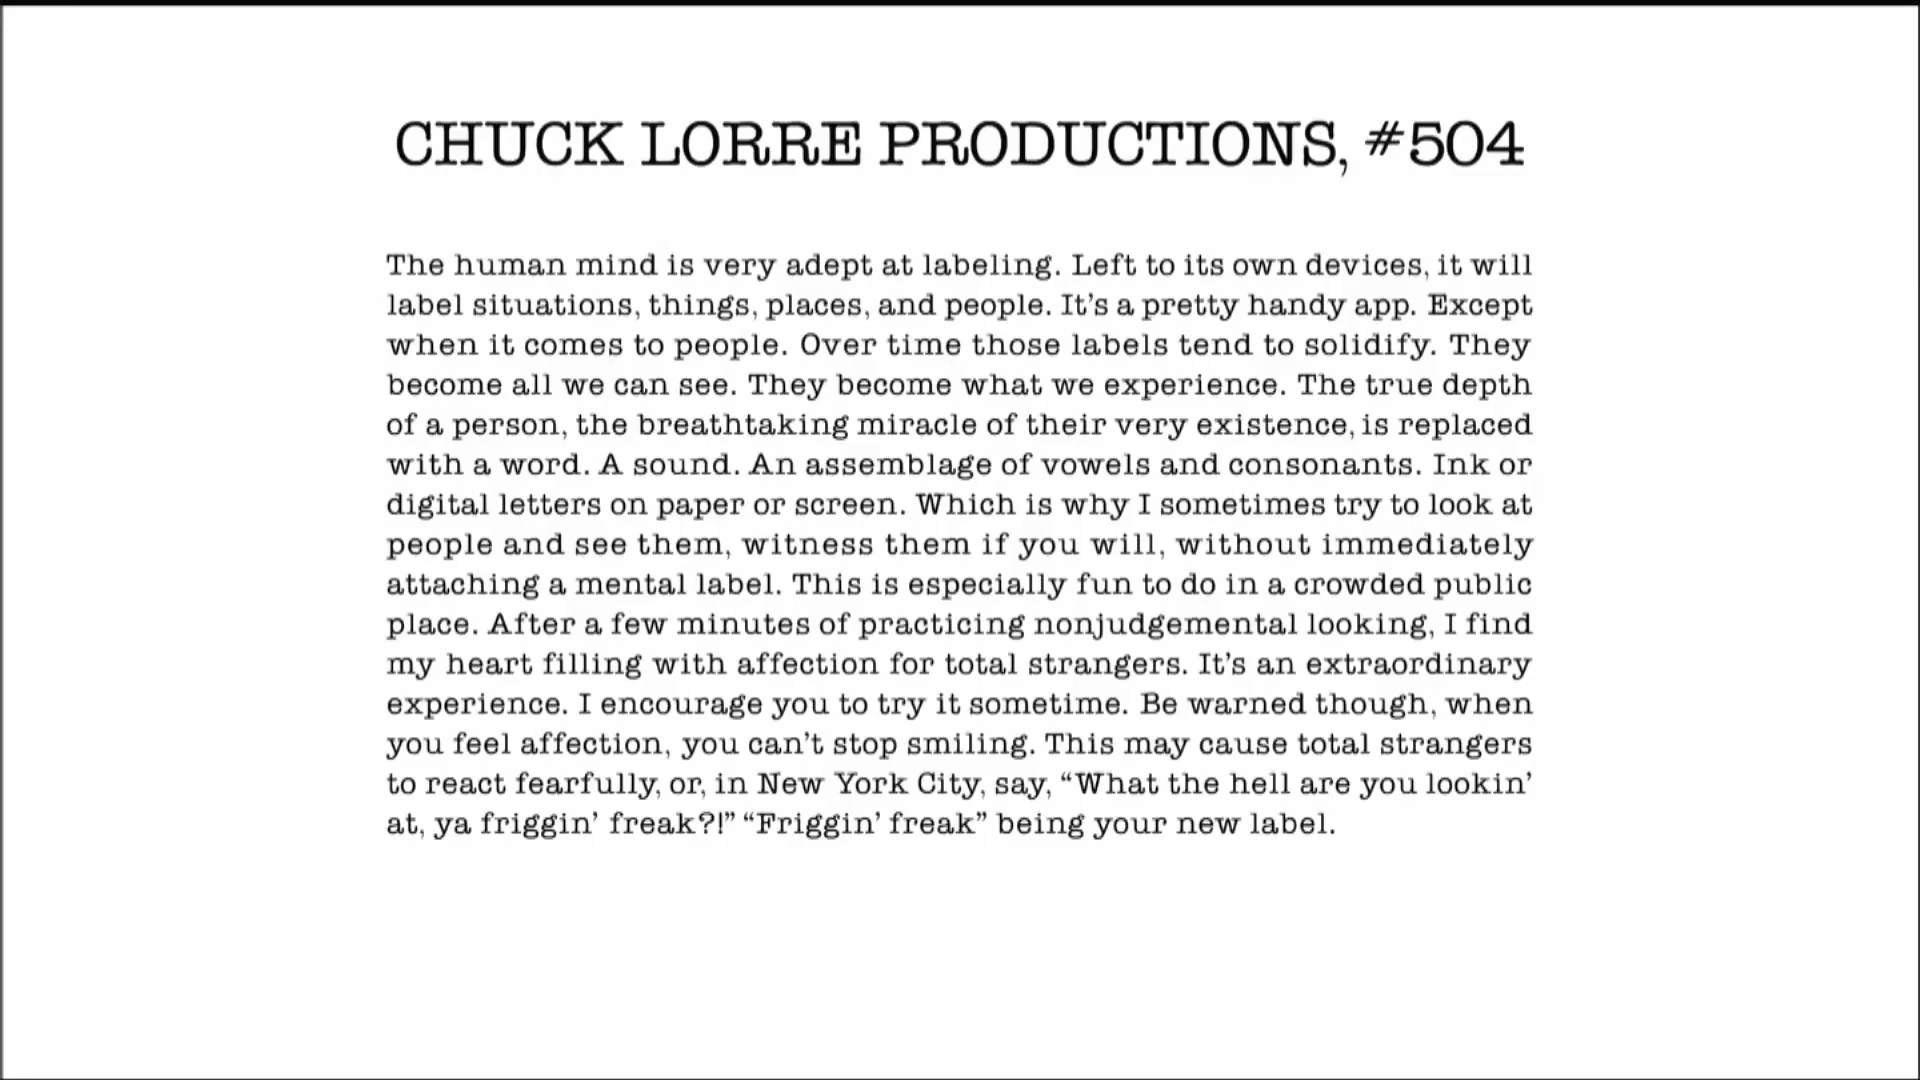 CHUCK LORRE PRODUCTIONS, #504
The human mind is very adept at labeling. Left to its own devices, it will
label situations, things, places, and people. It’s a pretty handy app. Except
when it comes to people. Over time those labels tend to solidify. They
become all we can see. They become what we experience. The true depth
of a person, the breathtaking miracle of their very existence, is replaced
with a word. A sound. An assemblage of vowels and consonants. Ink or
digital letters on paper or screen. Which is why I sometimes try to look at
people and see them, witness them if you will, without immediately
attaching a mental label. This is especially fun to do in a crowded public
place. After a few minutes of practicing nonjudgemental looking, I find
my heart filling with affection for total strangers. It’s an extraordinary
experience. I encourage you to try it sometime. Be warned though, when
you feel affection, you can’t stop smiling. This may cause total strangers
to react fearfully, or, in New York City, say, “What the hell are you lookin’
at, ya friggin’ freak?!” “Friggin’ freak” being your new label.